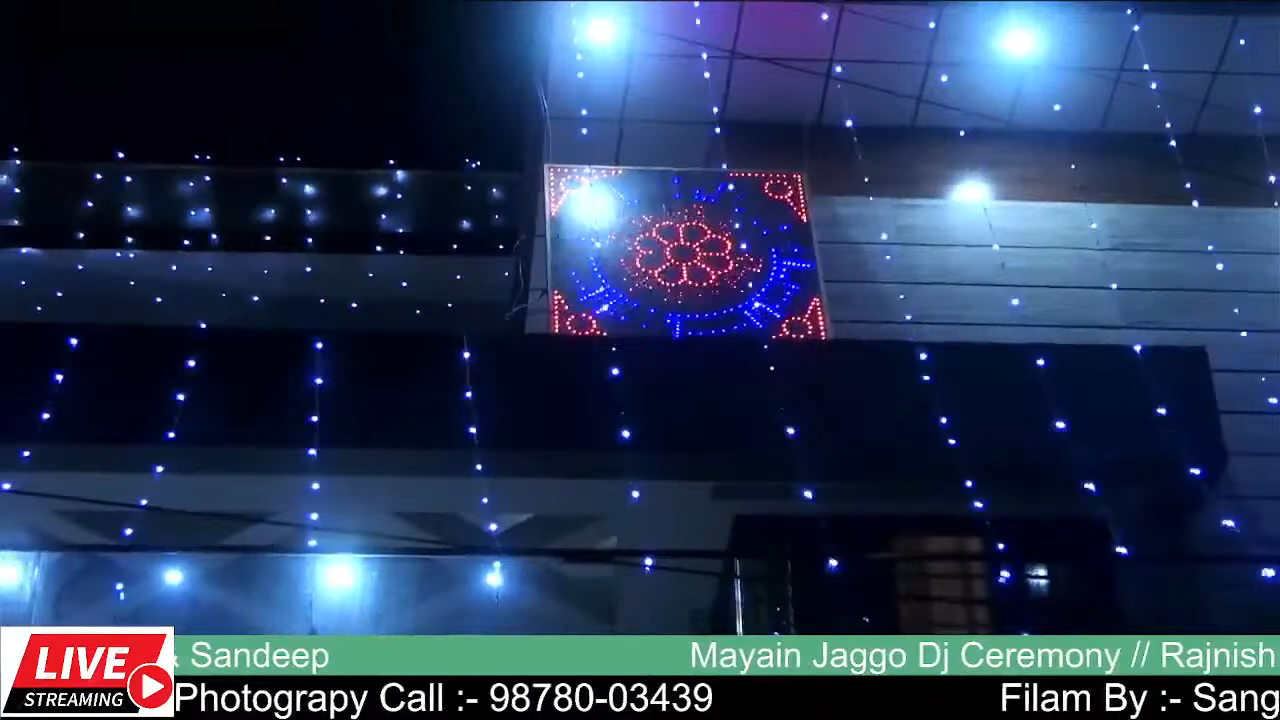 LIVE
STREAMING
& Sandeep Mayain Jaggo Dj Ceremony // Rajnish
Photograpy Call :- 98780-03439 Filam By :- Sang